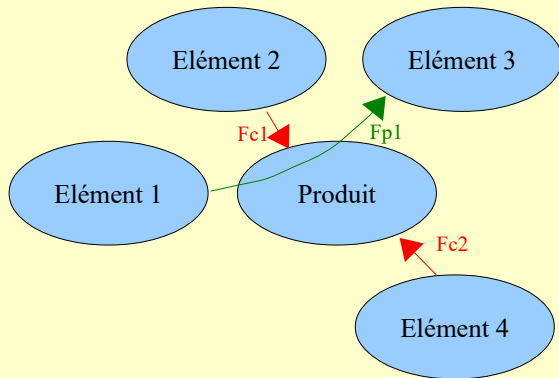 Elément 2
Elément 3
Fc1
Fp1
Elément 1
Produit
Fc2
Elément 4